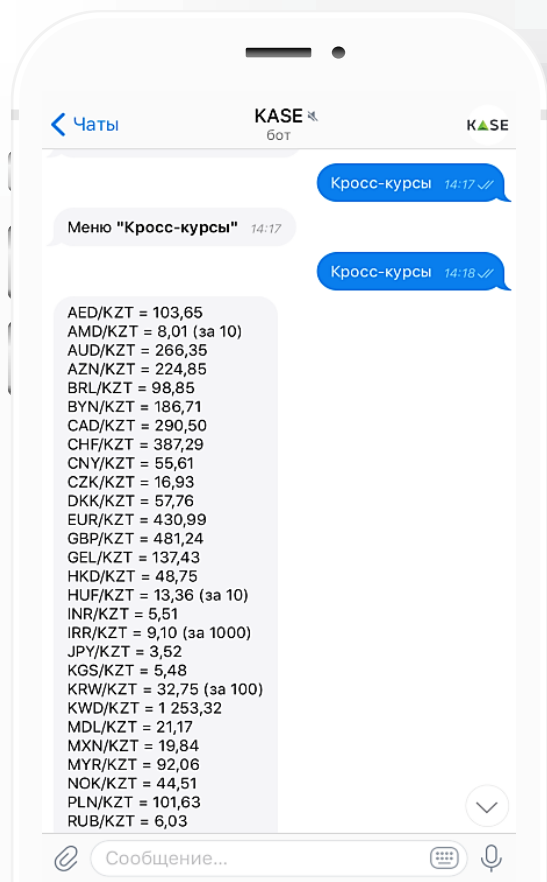 Чаты
KASE
бот
KASE
Кросс-курсы 14:17
Меню "Кросс-курсы" 14:17
Кросс-курсы 14:18
AED/KZT = 103,65
AMD/KZT = 8,01 (за 10)
AUD/KZT = 266,35
AZN/KZT = 224,85
BRL/KZT = 98,85
BYN/KZT = 186,71
CAD/KZT = 290,50
CHF/KZT = 387,29
CNY/KZT = 55,61
CZK/KZT = 16,93
DKK/KZT = 57,76
EUR/KZT = 430,99
GBP/KZT = 481,24
GEL/KZT = 137,43
HKD/KZT = 48,75
HUF/KZT = 13,36 (за 10)
INR/KZT = 5,51
IRR/KZT = 9,10 (за 1000)
JPY/KZT = 3,52
KGS/KZT = 5,48
KRW/KZT = 32,75 (за 100)
KWD/KZT = 1 253,32
MDL/KZT = 21,17
MXN/KZT = 19,84
MYR/KZT = 92,06
NOK/KZT = 44,51
PLN/KZT = 101,63
RUB/KZT = 6,03
Сообщение...